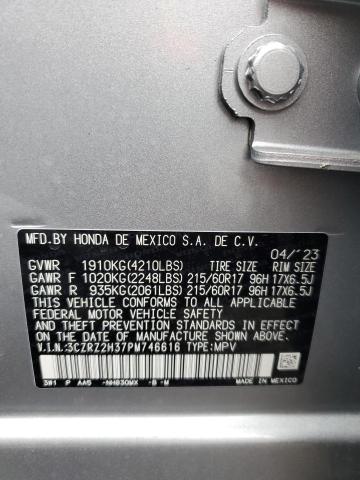 MFD.BY HONDA DE MEXICO S.A. DE C.V.
04/'23
GVWR 1910KG(4210LBS) TIRE SIZE RIM SIZE
GAWR F 1020KG(2248LBS) 215/60R17 96H 17X6.5J
GAWR R 935KG(2061LBS) 215/60R17 96H 17X6.5J
THIS VEHICLE CONFORMS TO ALL APPLICABLE
FEDERAL MOTOR VEHICLE SAFETY
STANDARDS IN EFFECT
ON THE DATE OF
MANUFACTURE SHOWN ABOVE.
V.I.N.:3CZRZ2H37PM746616 TYPE:MPV
3W1 P AA5 -NH830MX -B -M
MADE IN MEXICO